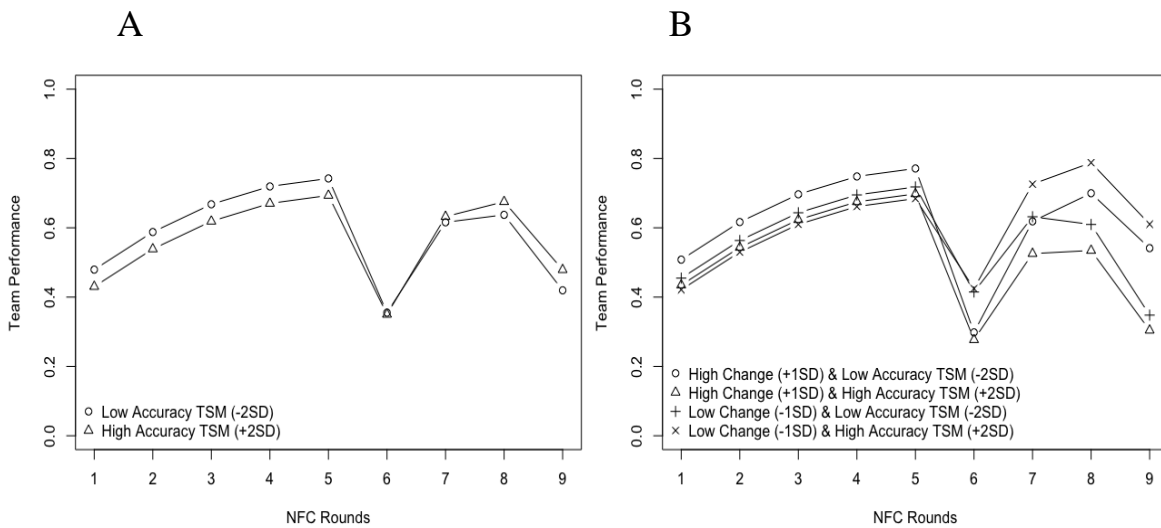 A
Team Performance
1.0
0.8
0.6
0.4
0.2
0.0
Low Accuracy TSM (-2SD)
High Accuracy TSM (+2SD)
1 2 3 4 5 6 7 8 9
NFC Rounds
B
Team Performance
1.0
0.8
0.6
0.4
0.2
0.0
High Change (+1SD) & Low Accuracy TSM (-2SD)
High Change (+1SD) & High Accuracy TSM (+2SD)
Low Change (-1SD) & Low Accuracy TSM (-2SD)
Low Change (-1SD) & High Accuracy TSM (+2SD)
1 2 3 4 5 6 7 8 9
NFC Rounds